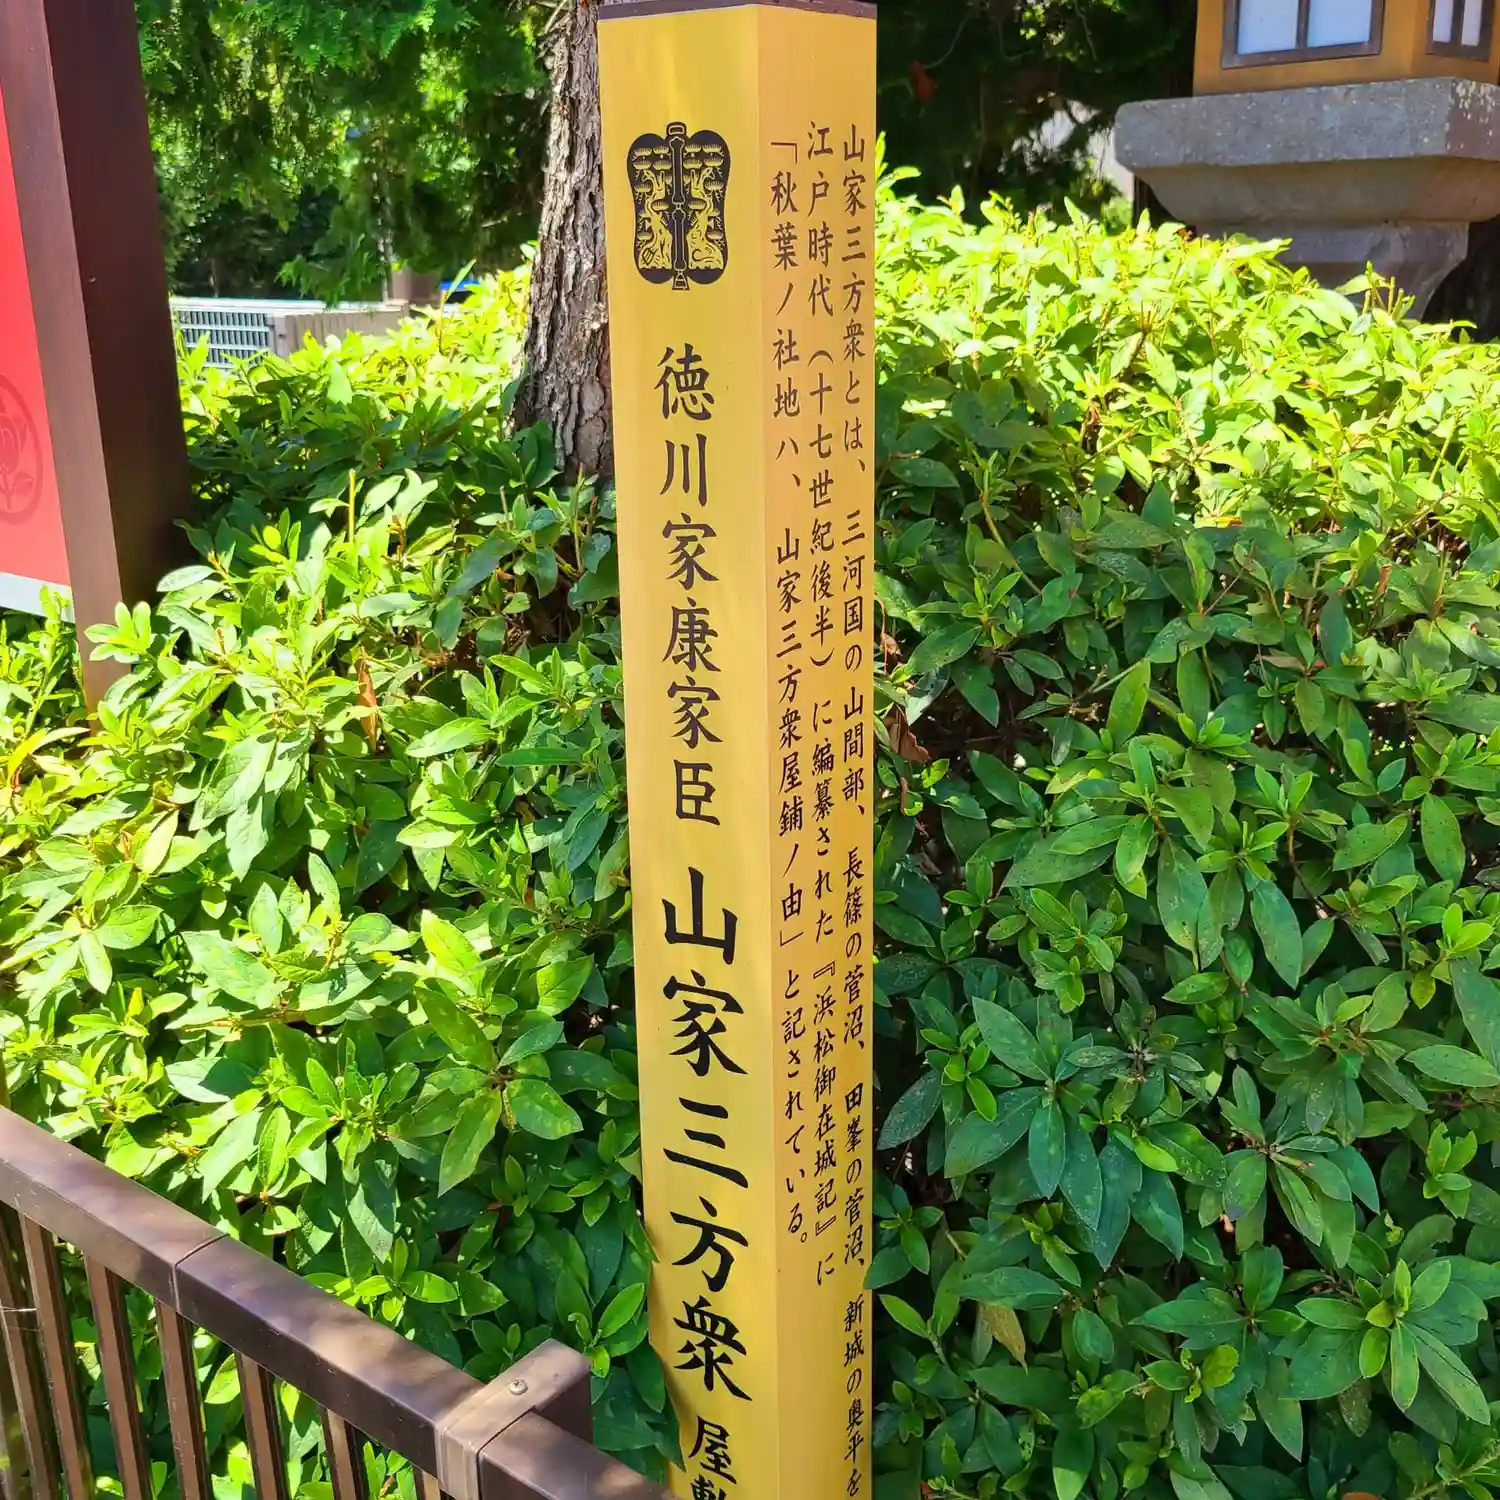 徳川家康家臣 山家三方衆 屋敷
山家三方衆とは、三河国の山間部、長篠の菅沼、田峯の菅沼、新城の奥平を
江戸時代（十七世紀後半）に編纂された『浜松御在城記』に
「秋葉ノ社地ハ、山家三方衆屋鋪ノ由」と記されている。